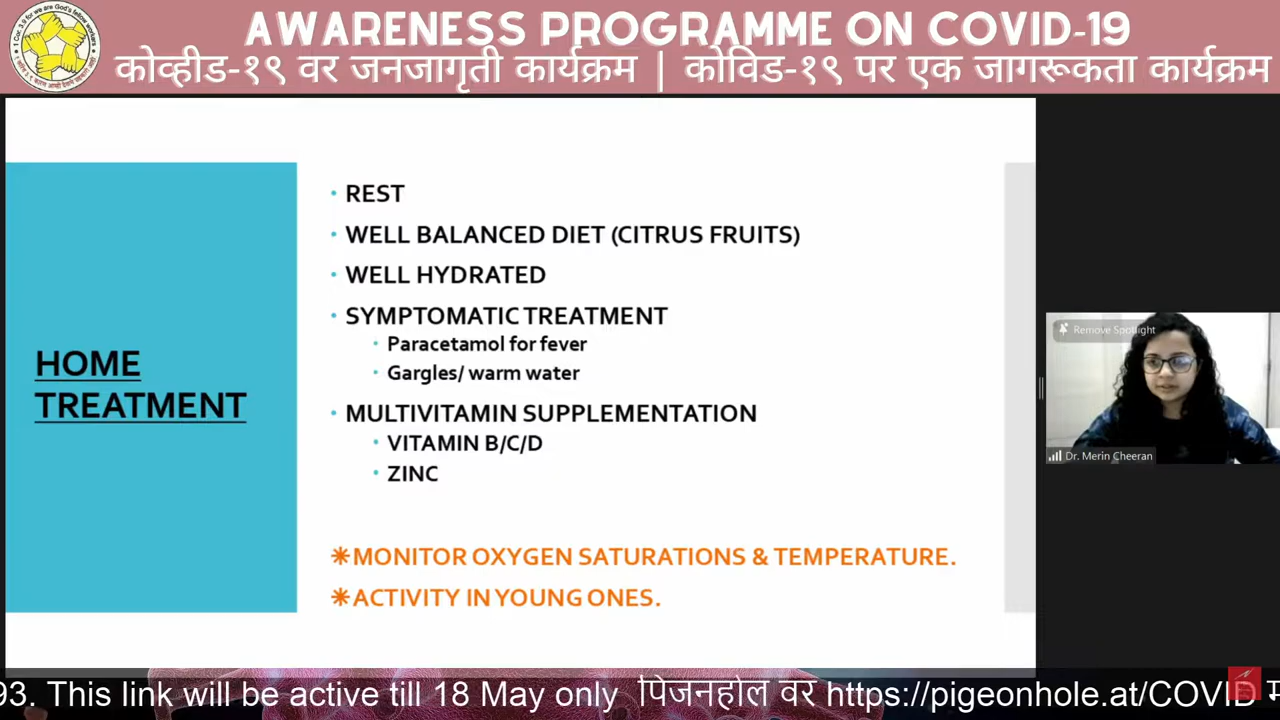 AWARENESS PROGRAMME ON COVID-19
कोव्हीड-१९ वर जनजागृती कार्यक्रम | कोविड-१९ पर एक जागरूकता कार्यक्रम
HOME
TREATMENT
• REST
• WELL BALANCED DIET (CITRUS FRUITS)
• WELL HYDRATED
• SYMPTOMATIC TREATMENT
• Paracetamol for fever
• Gargles/ warm water
• MULTIVITAMIN SUPPLEMENTATION
• VITAMIN B/C/D
• ZINC
✳MONITOR OXYGEN SATURATIONS & TEMPERATURE.
✳ACTIVITY IN YOUNG ONES.
Remove Spotlight
Dr. Merin Cheeran
93. This link will be active till 18 May only पिजनहोल वर https://pigeonhole.at/COVID